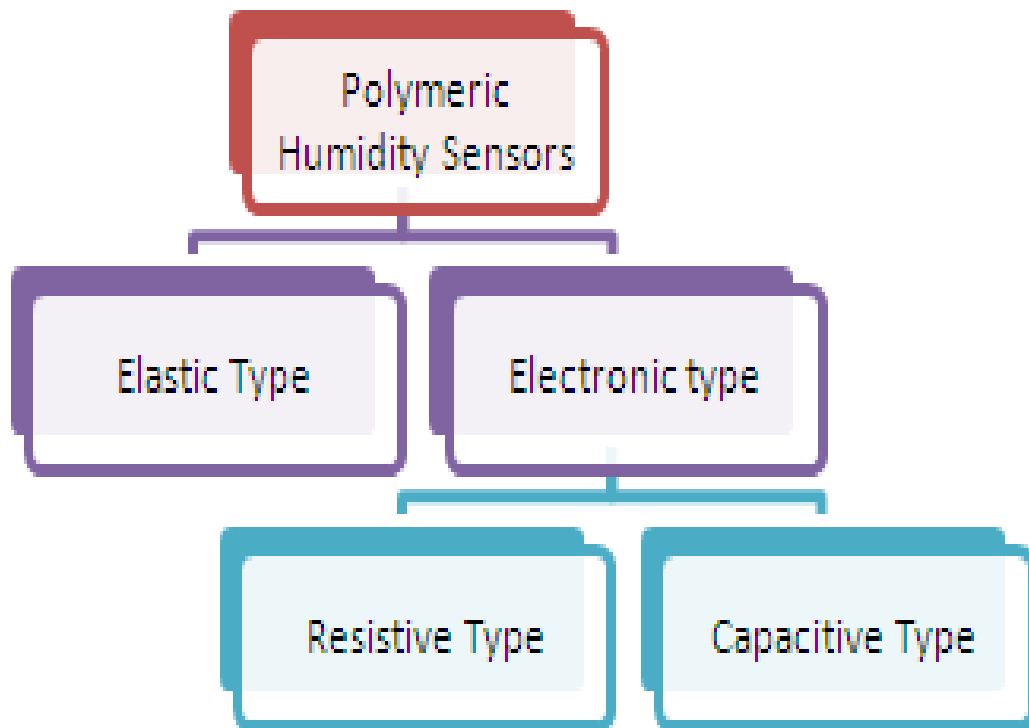 Polymeric
Humidity Sensors
Elastic Type
Electronic type
Resistive Type
Capacitive Type